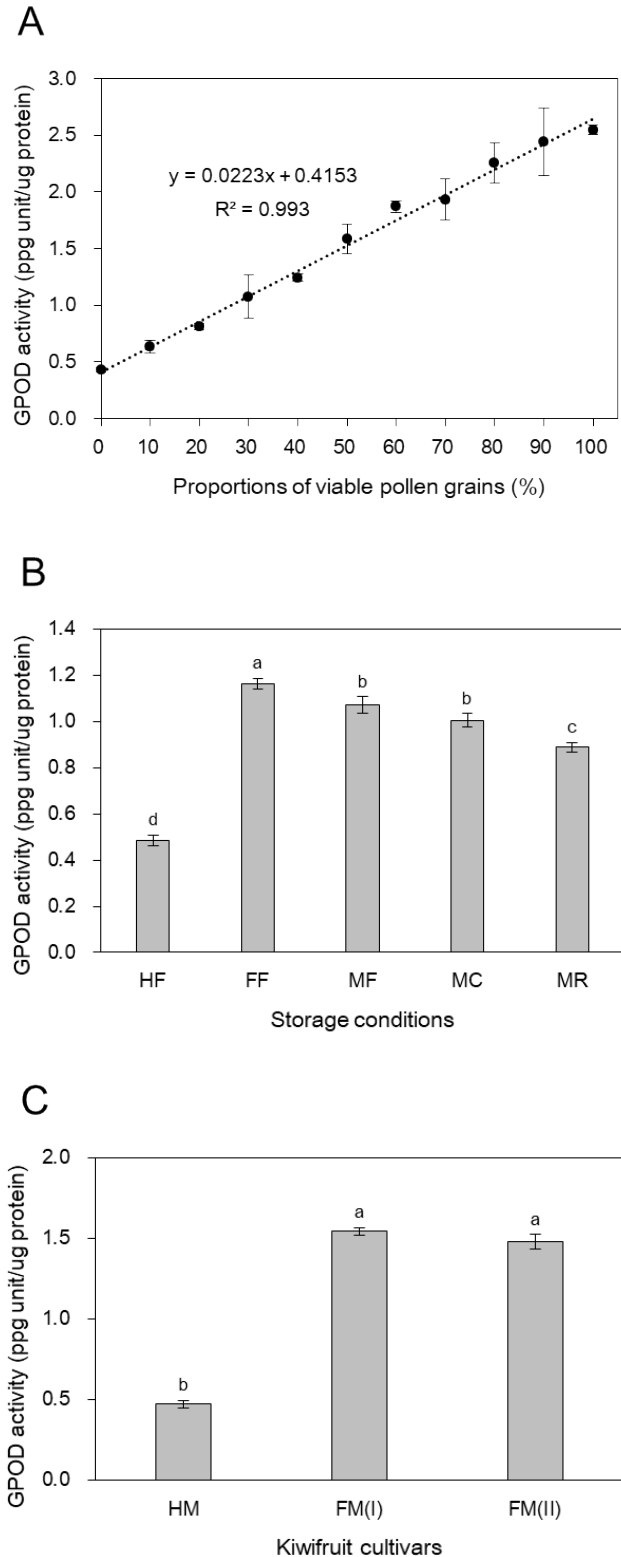 A
GPOD activity (ppg unit/ug protein)
3.0
2.5
2.0
1.5
1.0
0.5
0.0
y = 0.0223x + 0.4153
R² = 0.993
0 10 20 30 40 50 60 70 80 90 100
Proportions of viable pollen grains (%)
B
GPOD activity (ppg unit/ug protein)
1.4
1.2
1.0
0.8
0.6
0.4
0.2
0.0
d a b b c
HF FF MF MC MR
Storage conditions
C
GPOD activity (ppg unit/ug protein)
2.0
1.5
1.0
0.5
0.0
b a a
HM FM(I) FM(II)
Kiwifruit cultivars